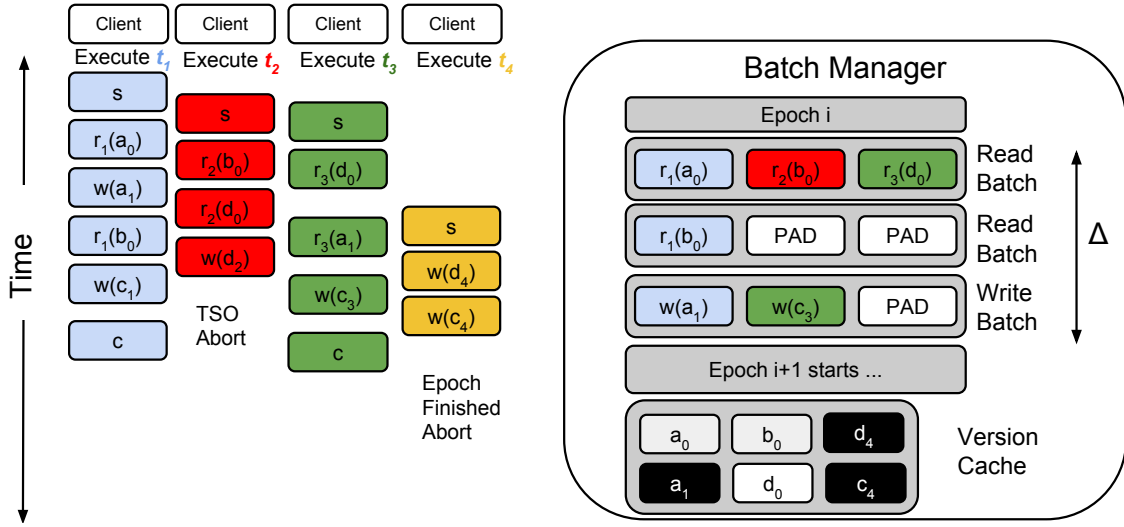 Client Client Client Client
Execute t₁ Execute t₂ Execute t₃ Execute t₄
Time
s
r₁(a₀)
w(a₁)
r₁(b₀)
w(c₁)
c
s
r₂(b₀)
r₂(d₀)
w(d₂)
TSO
Abort
s
r₃(d₀)
r₃(a₁)
w(c₃)
c
s
w(d₄)
w(c₄)
Epoch
Finished
Abort
Batch Manager
Epoch i
r₁(a₀) r₂(b₀) r₃(d₀)
Read
Batch
r₁(b₀) PAD PAD
Read
Batch
w(a₁) w(c₃) PAD
Write
Batch
Δ
Epoch i+1 starts ...
a₀ b₀ d₄
a₁ d₀ c₄
Version
Cache